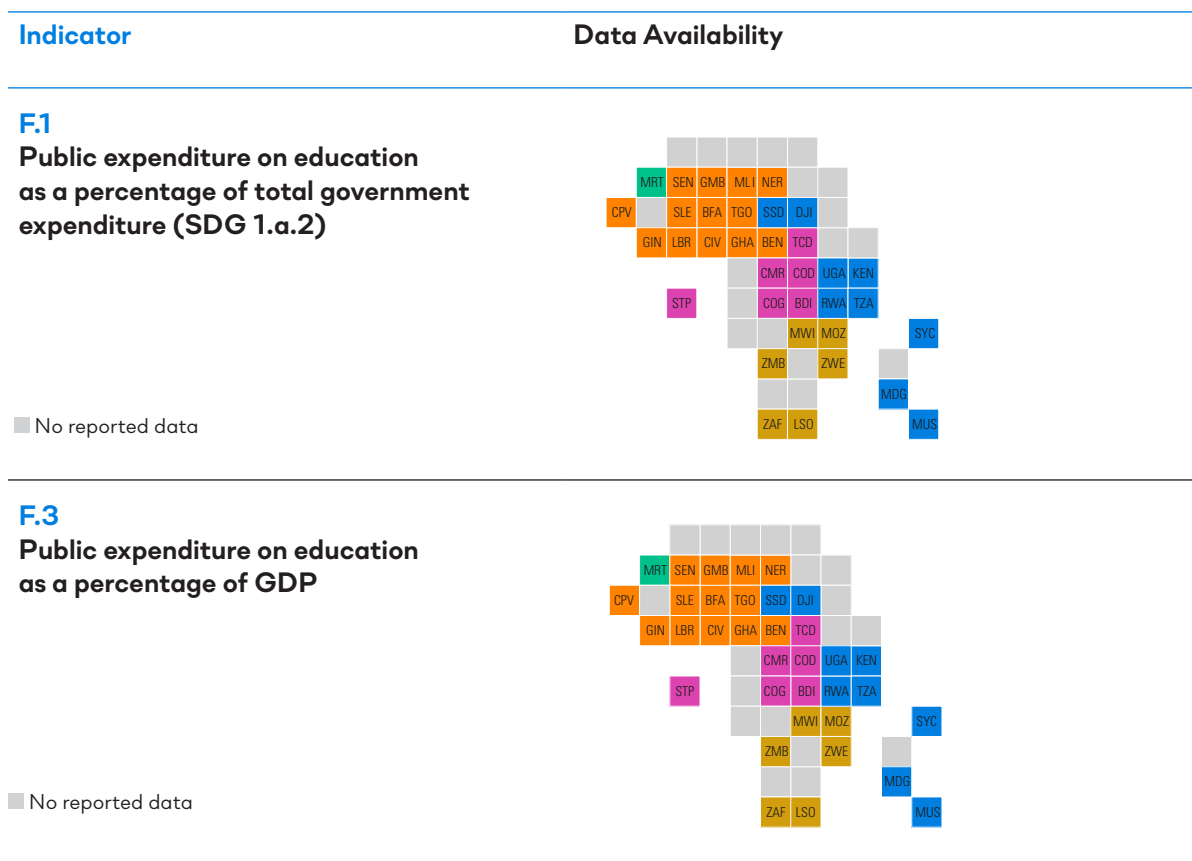 Indicator Data Availability
F.1
Public expenditure on education
as a percentage of total government
expenditure (SDG 1.a.2)
MRT SEN GMB MLI NER
CPV SLE BFA TGO SSD DJI
GIN LBR CIV GHA BEN TCD
CMR COD UGA KEN
STP COG BDI RWA TZA
MWI MOZ SYC
ZMB ZWE
MDG
ZAF LSO MUS
No reported data
F.3
Public expenditure on education
as a percentage of GDP
MRT SEN GMB MLI NER
CPV SLE BFA TGO SSD DJI
GIN LBR CIV GHA BEN TCD
CMR COD UGA KEN
STP COG BDI RWA TZA
MWI MOZ SYC
ZMB ZWE
MDG
ZAF LSO MUS
No reported data